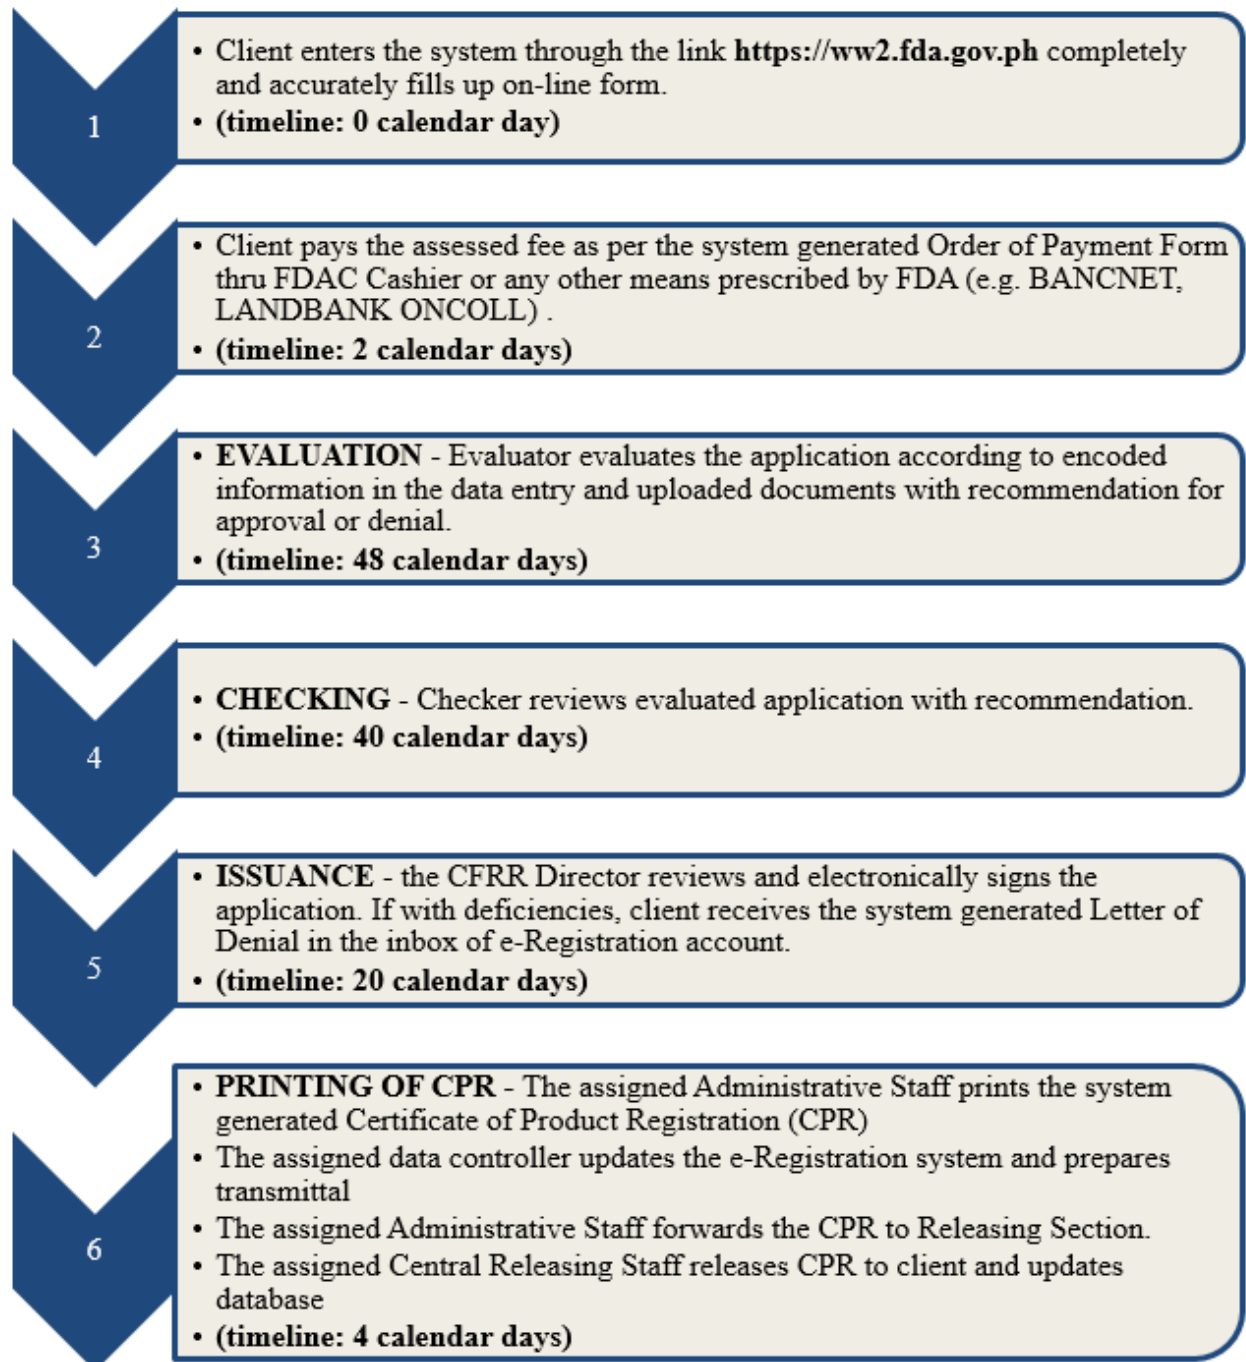 1
• Client enters the system through the link https://ww2.fda.gov.ph completely
and accurately fills up on-line form.
• (timeline: 0 calendar day)
2
• Client pays the assessed fee as per the system generated Order of Payment Form
thru FDAC Cashier or any other means prescribed by FDA (e.g. BANCNET,
LANDBANK ONCOLL) .
• (timeline: 2 calendar days)
3
• EVALUATION - Evaluator evaluates the application according to encoded
information in the data entry and uploaded documents with recommendation for
approval or denial.
• (timeline: 48 calendar days)
4
• CHECKING - Checker reviews evaluated application with recommendation.
• (timeline: 40 calendar days)
5
• ISSUANCE - the CFRR Director reviews and electronically signs the
application. If with deficiencies, client receives the system generated Letter of
Denial in the inbox of e-Registration account.
• (timeline: 20 calendar days)
6
• PRINTING OF CPR - The assigned Administrative Staff prints the system
generated Certificate of Product Registration (CPR)
• The assigned data controller updates the e-Registration system and prepares
transmittal
• The assigned Administrative Staff forwards the CPR to Releasing Section.
• The assigned Central Releasing Staff releases CPR to client and updates
database
• (timeline: 4 calendar days)